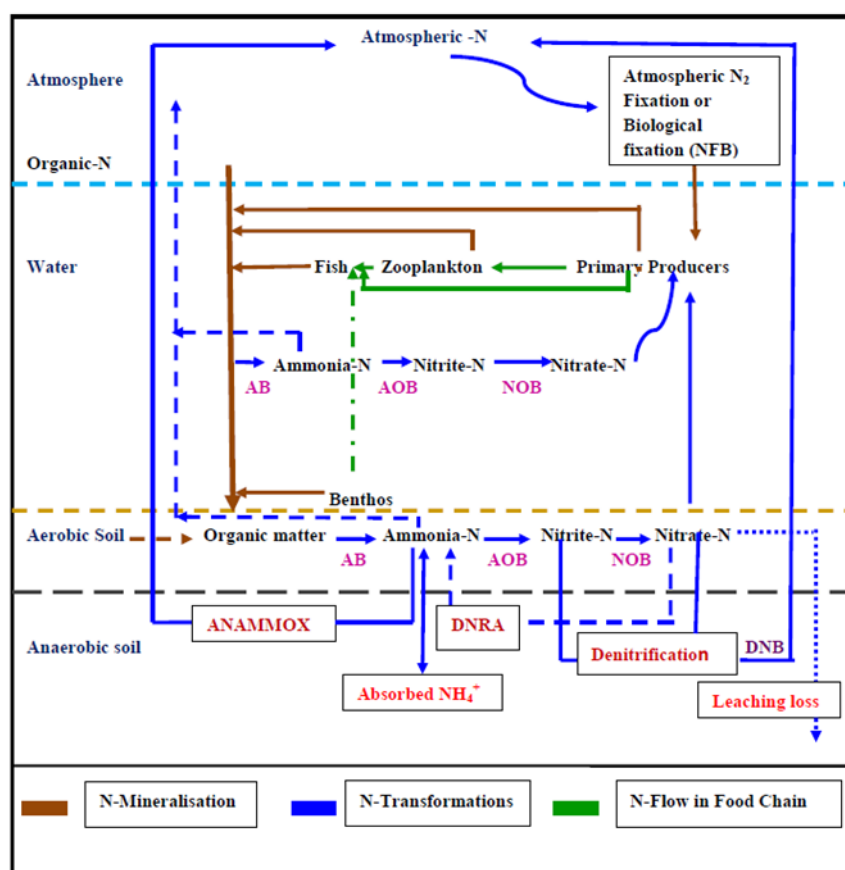 Atmospheric -N
Atmosphere
Atmospheric N₂
Fixation or
Biological
fixation (NFB)
Organic-N
Water
Fish
Zooplankton
Primary Producers
Ammonia-N
Nitrite-N
Nitrate-N
AB
AOB
NOB
Benthos
Aerobic Soil
Organic matter
Ammonia-N
Nitrite-N
Nitrate-N
AB
AOB
NOB
ANAMMOX
DNRA
Anaerobic soil
Denitrification
DNB
Absorbed NH₄⁺
Leaching loss
N-Mineralisation
N-Transformations
N-Flow in Food Chain